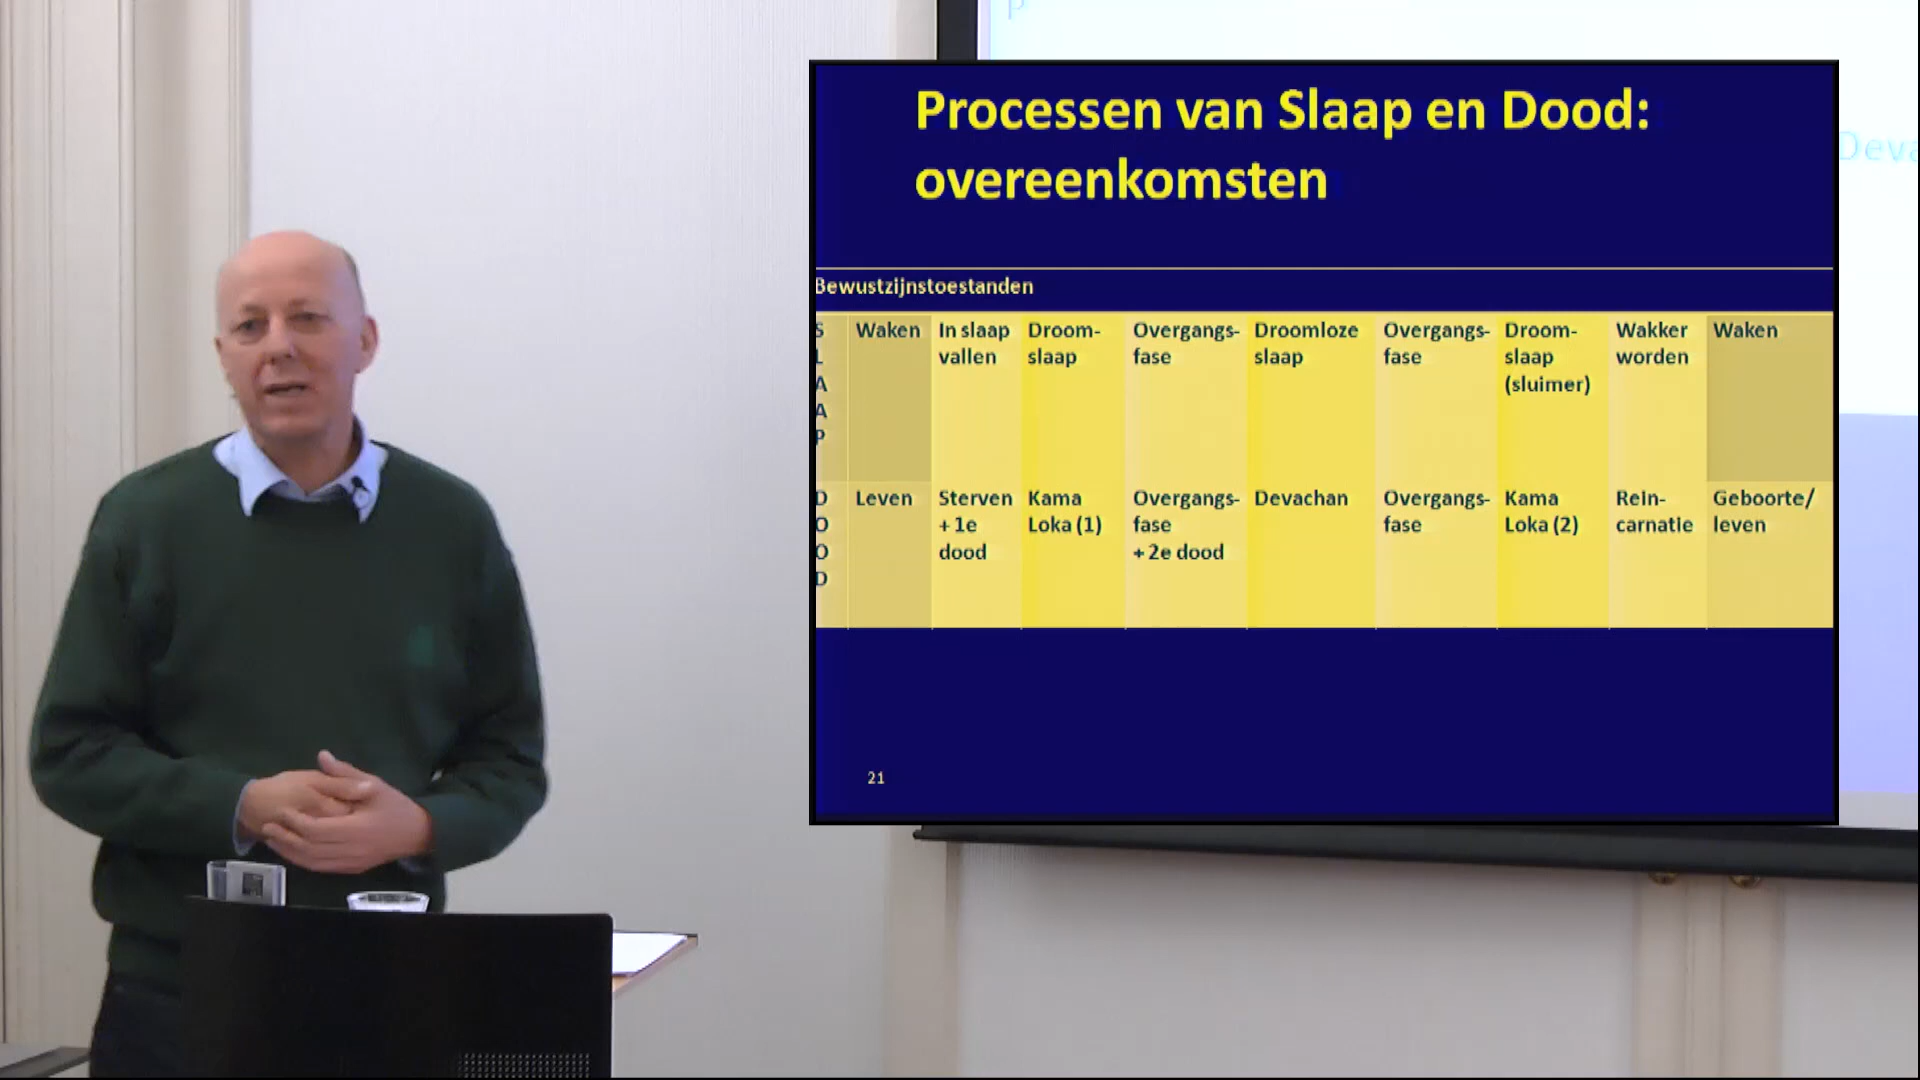 Processen van Slaap en Dood:
overeenkomsten
Bewustzijnstoestanden
S
L
A
A
P
Waken
In slaap
vallen
Droom-
slaap
Overgangs-
fase
Droomloze
slaap
Overgangs-
fase
Droom-
slaap
(sluimer)
Wakker
worden
Waken
D
O
O
D
Leven
Sterven
+ 1e
dood
Kama
Loka (1)
Overgangs-
fase
+ 2e dood
Devachan
Overgangs-
fase
Kama
Loka (2)
Rein-
carnatie
Geboorte/
leven
21